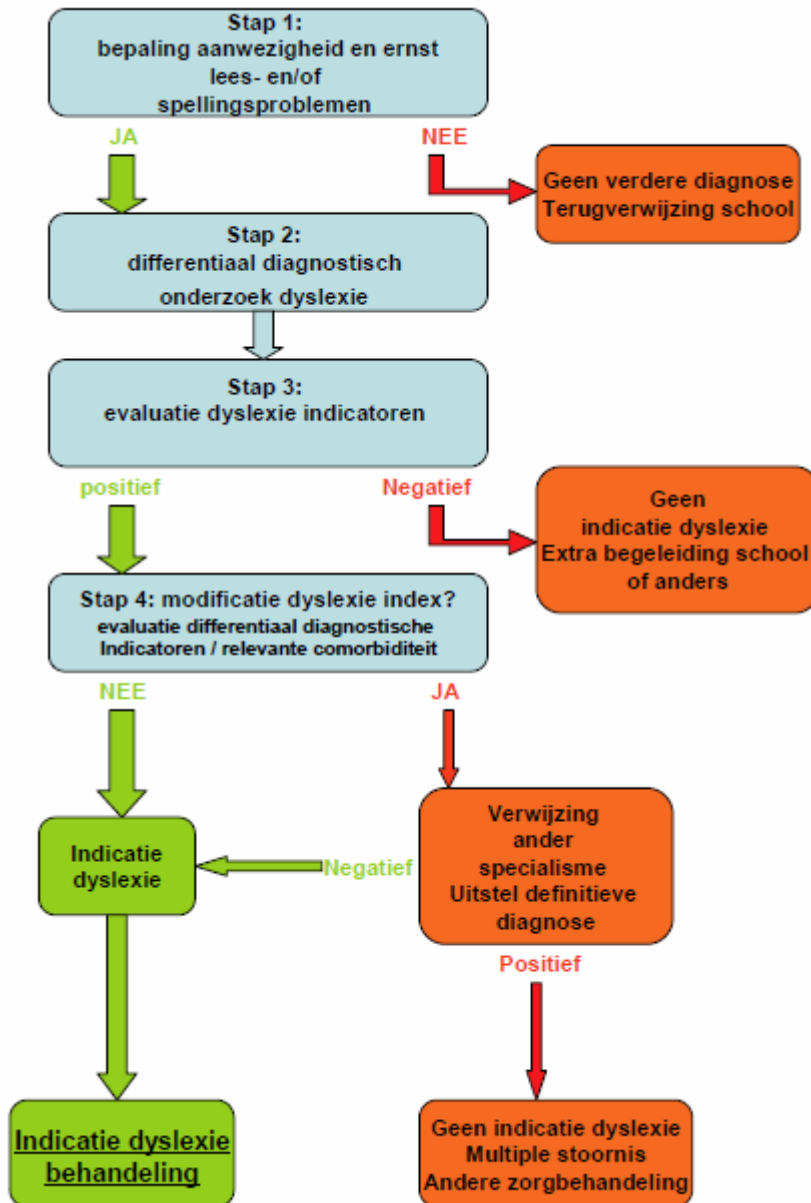 Stap 1:
bepaling aanwezigheid en ernst
lees- en/of
spellingsproblemen
JA
NEE
Geen verdere diagnose
Terugverwijzing school
Stap 2:
differentiaal diagnostisch
onderzoek dyslexie
Stap 3:
evaluatie dyslexie indicatoren
positief
Negatief
Geen
indicatie dyslexie
Extra begeleiding school
of anders
Stap 4: modificatie dyslexie index?
evaluatie differentiaal diagnostische
Indicatoren / relevante comorbiditeit
NEE
JA
Indicatie
dyslexie
Negatief
Verwijzing
ander
specialisme
Uitstel definitieve
diagnose
Positief
Indicatie dyslexie
behandeling
Geen indicatie dyslexie
Multiple stoornis
Andere zorgbehandeling